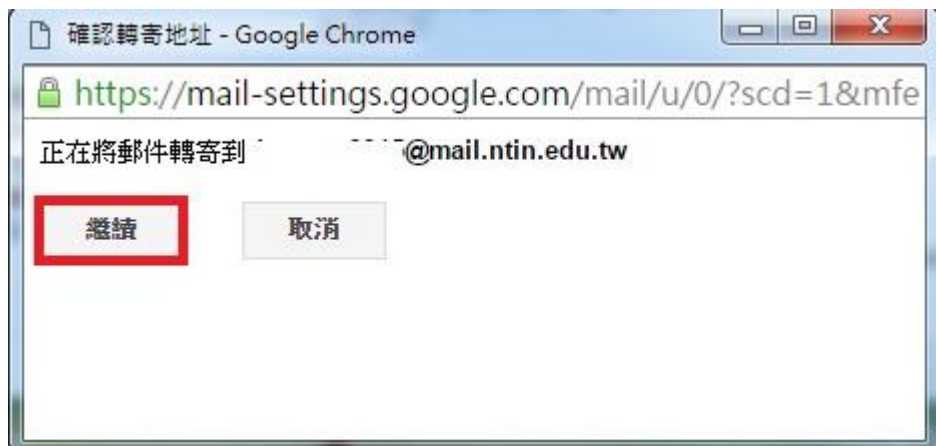 確認轉寄地址 - Google Chrome
https://mail-settings.google.com/mail/u/0/?scd=1&mfe
正在將郵件轉寄到 @mail.ntin.edu.tw
繼續 取消